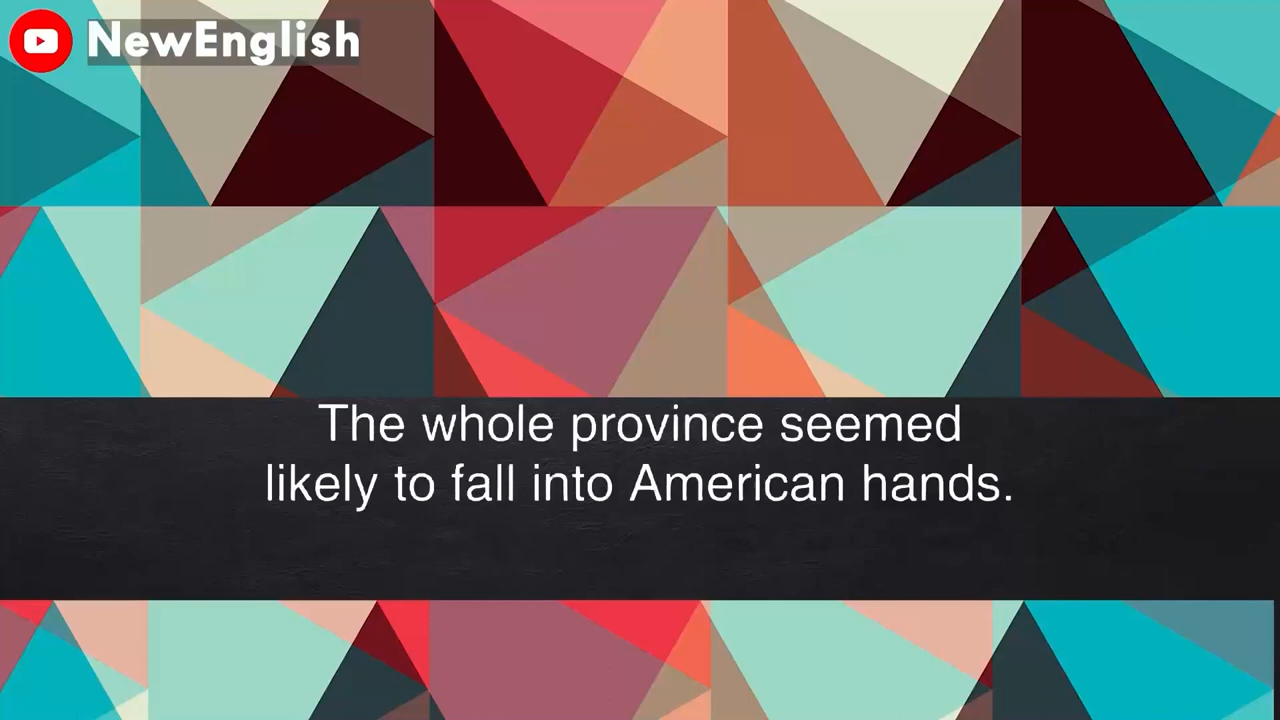 NewEnglish
The whole province seemed
likely to fall into American hands.